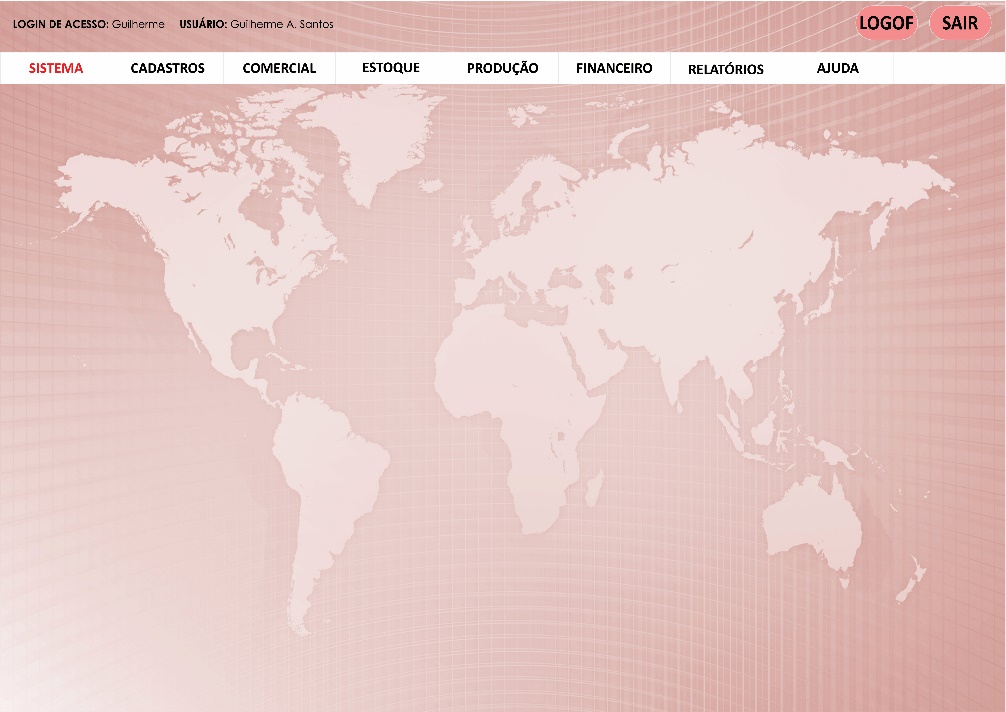 LOGIN DE ACESSO: Guilherme USUÁRIO: Guilherme A. Santos LOGOF SAIR
SISTEMA CADASTROS COMERCIAL ESTOQUE PRODUÇÃO FINANCEIRO RELATÓRIOS AJUDA